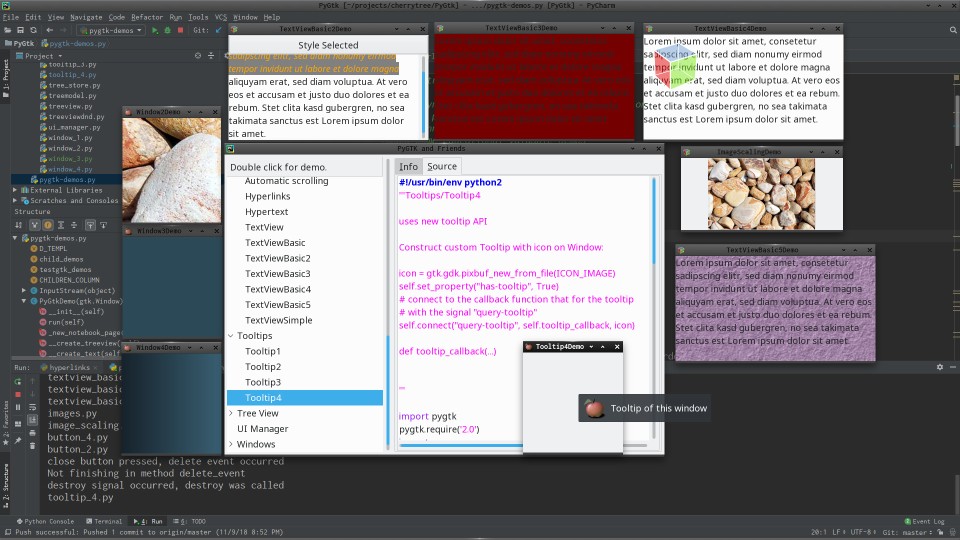 PyGtk [~/projects/cherrytree/PyGtk] - .../pygtk-demos.py [PyGtk] - PyCharm
File Edit View Navigate Code Refactor Run Tools VCS Window Help
pygtk-demos
Git:
PyGtk
pygtk-demos.py
Project
1: Project
tooltip_3.py
tooltip_4.py
tree_store.py
treemodel.py
treeview.py
treeviewdnd.py
ui_manager.py
window_1.py
window_2.py
window_3.py
window_4.py
pygtk-demos.py
External Libraries
Scratches and Consoles
Structure
pygtk-demos.py
D_TEMPL
child_demos
testgtk_demos
CHILDREN_COLUMN
InputStream(object)
PyGtkDemo(gtk.Window)
__init__(self)
run(self)
_new_notebook_page
__create_text(self
TextViewBasic2Demo
Style Selected
sadipscing elitr, sed diam nonumy eirmod
tempor invidunt ut labore et dolore magna
aliquyam erat, sed diam voluptua. At vero
eos et accusam et justo duo dolores et ea
rebum. Stet clita kasd gubergren, no sea
takimata sanctus est Lorem ipsum dolor
sit amet.
TextViewBasic3Demo
TextViewBasic4Demo
Lorem ipsum dolor sit amet, consetetur
sadipscing elitr, sed diam nonumy eirmod
tempor invidunt ut labore et dolore magna
aliquyam erat, sed diam voluptua. At vero eos
et accusam et justo duo dolores et ea rebum.
Stet clita kasd gubergren, no sea takimata
sanctus est Lorem ipsum dolor sit amet.
Window2Demo
Window3Demo
Window4Demo
ImageScalingDemo
TextViewBasic5Demo
Lorem ipsum dolor sit amet, consetetur
sadipscing elitr, sed diam nonumy eirmod
tempor invidunt ut labore et dolore magna
aliquyam erat, sed diam voluptua. At vero eos
et accusam et justo duo dolores et ea rebum.
Stet clita kasd gubergren, no sea takimata
sanctus est Lorem ipsum dolor sit amet.
PyGTK and Friends
Double click for demo.
Automatic scrolling
Hyperlinks
Hypertext
TextView
TextViewBasic
TextViewBasic2
TextViewBasic3
TextViewBasic4
TextViewBasic5
TextViewSimple
Tooltips
Tooltip1
Tooltip2
Tooltip3
Tooltip4
Tree View
UI Manager
Windows
Info Source
#!/usr/bin/env python2
'''Tooltips/Tooltip4
uses new tooltip API
Construct custom Tooltip with icon on Window:
icon = gtk.gdk.pixbuf_new_from_file(ICON_IMAGE)
self.set_property("has-tooltip", True)
# connect to the callback function that for the tooltip
# with the signal "query-tooltip"
self.connect("query-tooltip", self.tooltip_callback, icon)
def tooltip_callback(..)
'''
import pygtk
pygtk.require('2.0')
Tooltip4Demo
Tooltip of this window
Run:
hyperlinks
textview_basi
textview_basi
textview_basi
images.py
image_scaling
button_4.py
button_2.py
close button pressed, delete event occurred
Not finishing in method delete_event
destroy signal occurred, destroy was called
tooltip_4.py
2: Favorites
7: Structure
Python Console
Terminal
4: Run
6: TODO
Event Log
Push successful: Pushed 1 commit to origin/master (11/9/18 8:52 PM)
20:1 LF UTF-8 Git: master